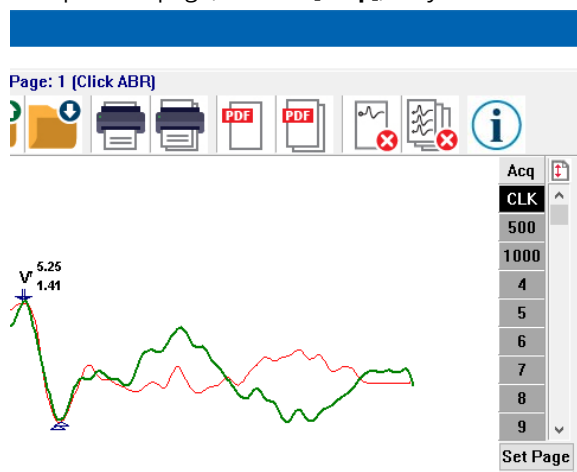 Page: 1 (Click ABR)
PDF
PDF
i
Acq
CLK
500
1000
4
5
6
7
8
9
Set Page
V'
5.25
1.41